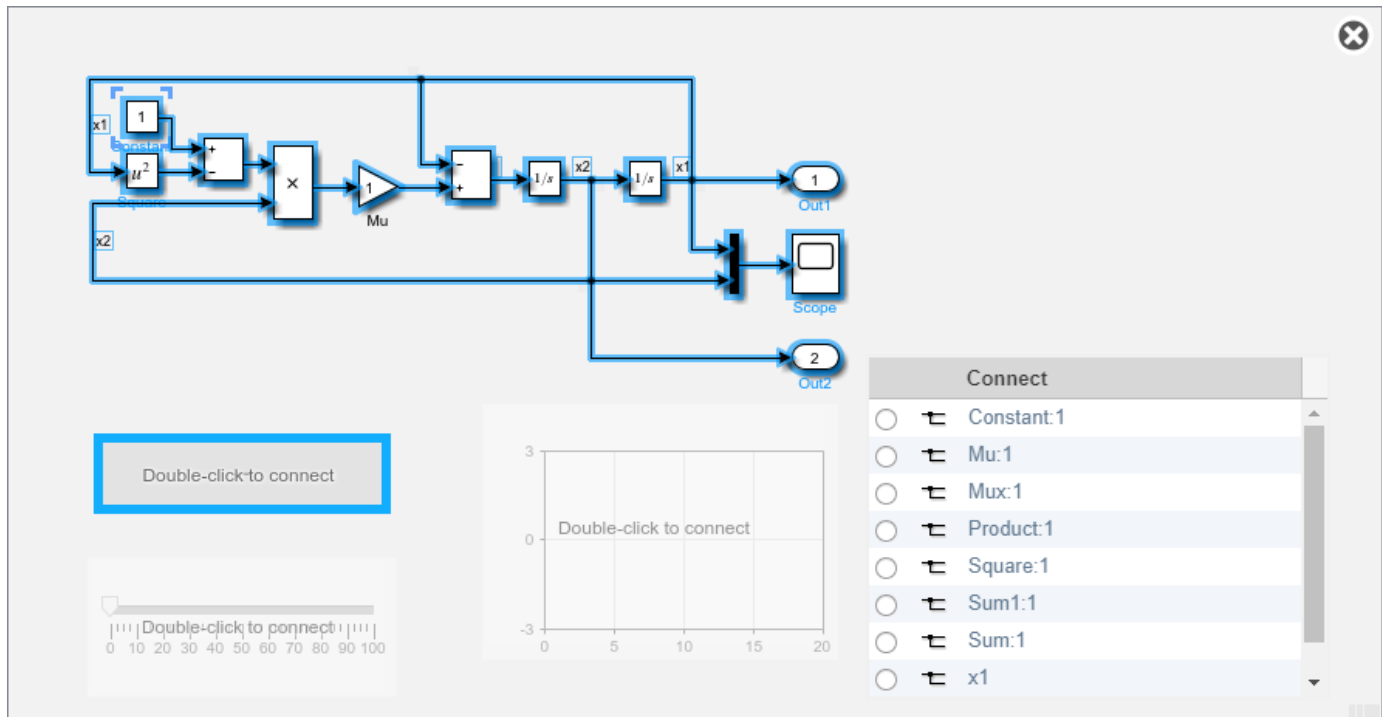 x1
1
Constant
+
−
u²
Square
×
1
Mu
−
+
1/s
x2
1/s
x1
1
Out1
x2
Scope
2
Out2
Connect
Constant:1
Mu:1
Mux:1
Product:1
Square:1
Sum1:1
Sum:1
x1
Double-click to connect
3
Double-click to connect
0
-3
0 5 10 15 20
Double-click to connect
0 10 20 30 40 50 60 70 80 90 100